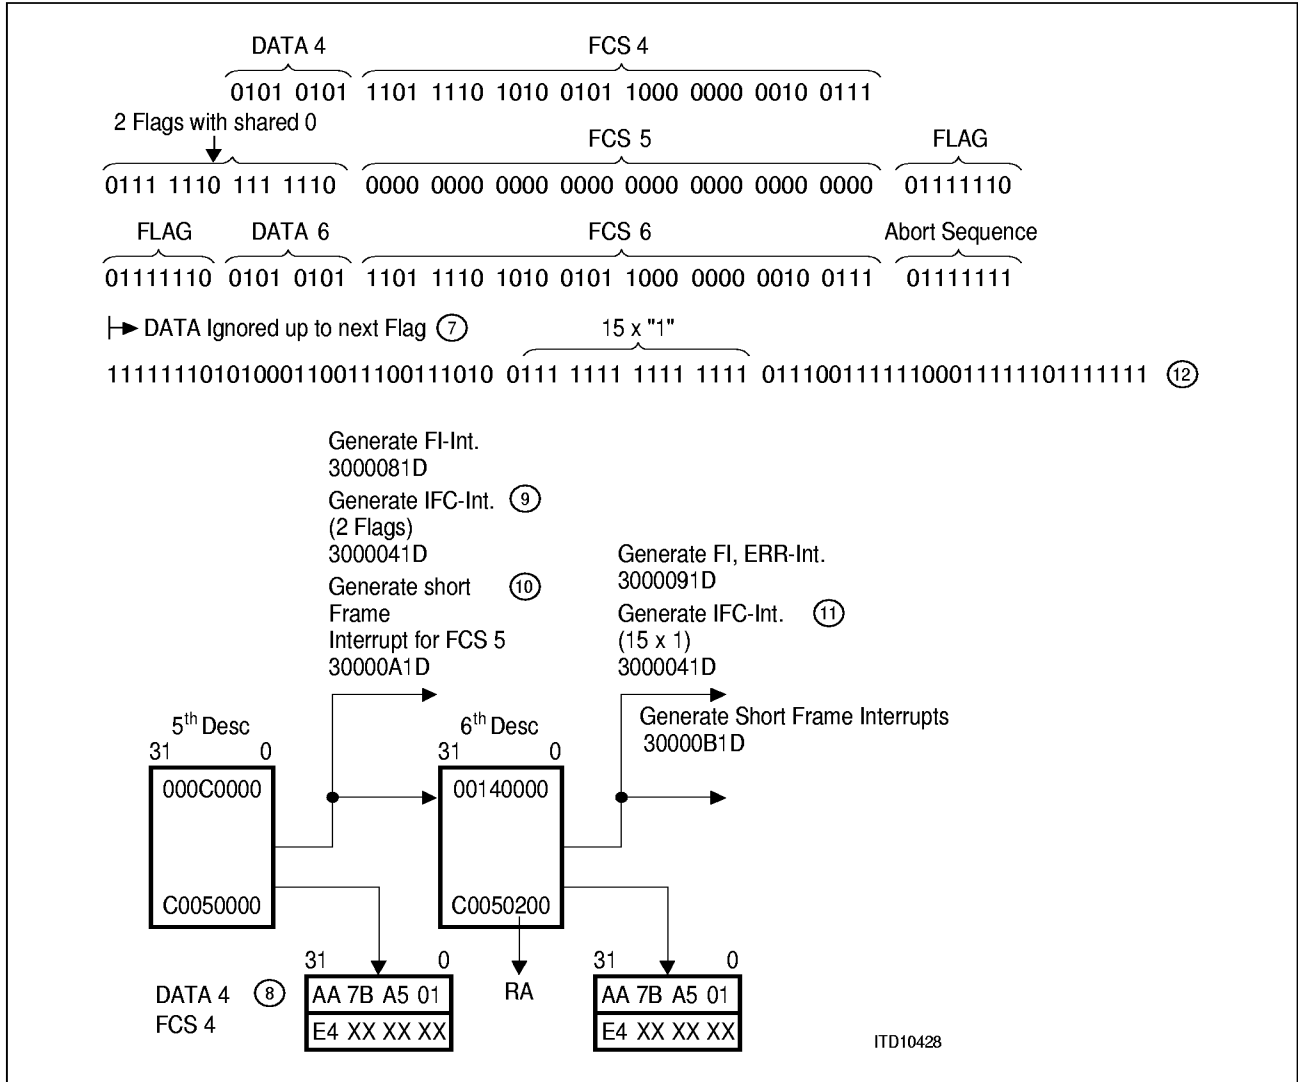 DATA 4 FCS 4
0101 0101 1101 1110 1010 0101 1000 0000 0010 0111
2 Flags with shared 0
FCS 5 FLAG
0111 1110 111 1110 0000 0000 0000 0000 0000 0000 0000 0000 01111110
FLAG DATA 6 FCS 6 Abort Sequence
01111110 0101 0101 1101 1110 1010 0101 1000 0000 0010 0111 01111111
DATA Ignored up to next Flag 7 15 x "1"
1111111010100011001110011101 0 0111 1111 1111 1111 0111001111110001111110111111 12
Generate FI-Int.
3000081D
Generate IFC-Int. 9
(2 Flags)
3000041D
Generate short 10
Frame
Interrupt for FCS 5
30000A1D
Generate FI, ERR-Int.
3000091D
Generate IFC-Int. 11
(15 x 1)
3000041D
Generate Short Frame Interrupts
30000B1D
5th Desc
31 0
000C0000
C0050000
6th Desc
31 0
00140000
C0050200
RA
DATA 4 8
FCS 4
31 0
AA 7B A5 01
E4 XX XX XX
31 0
AA 7B A5 01
E4 XX XX XX
ITD10428